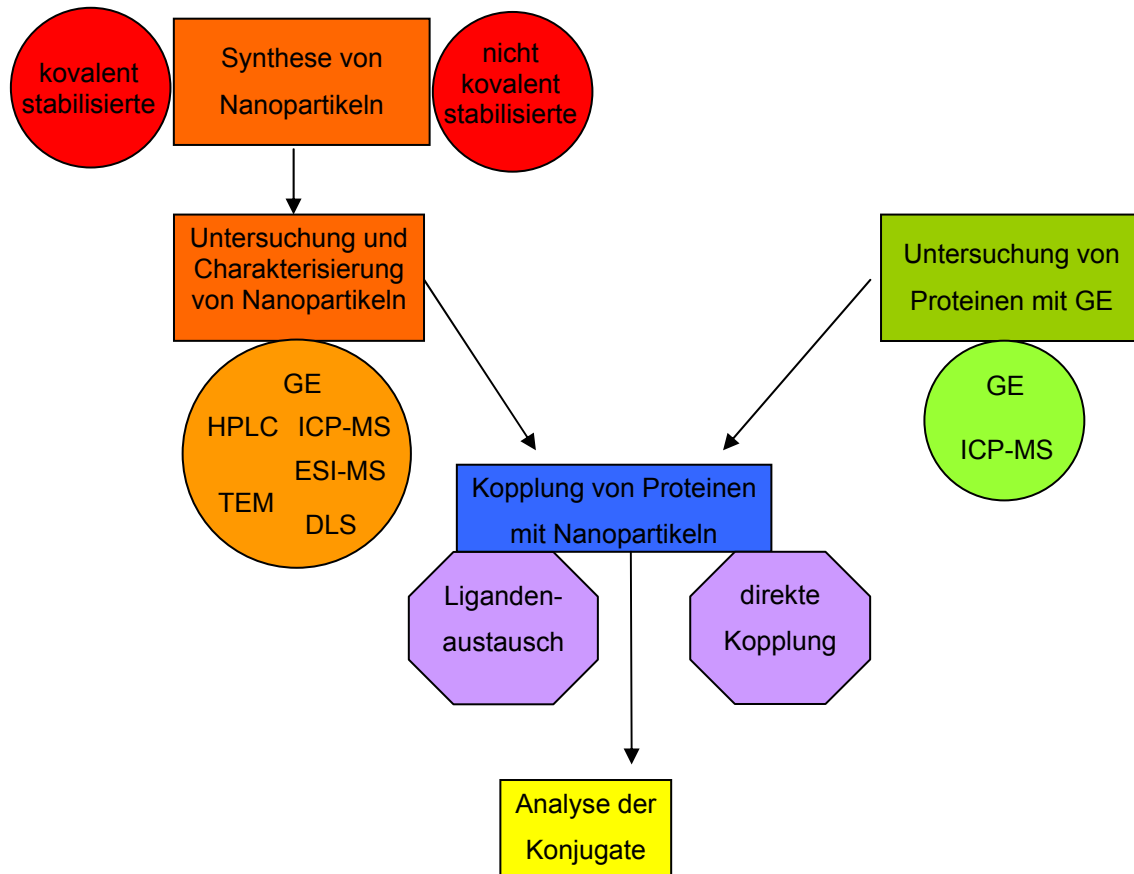 kovalent
stabilisierte
Synthese von
Nanopartikeln
nicht
kovalent
stabilisierte
Untersuchung und
Charakterisierung
von Nanopartikeln
Untersuchung von
Proteinen mit GE
GE
HPLC ICP-MS
ESI-MS
TEM
DLS
GE
ICP-MS
Kopplung von Proteinen
mit Nanopartikeln
Liganden-
austausch
direkte
Kopplung
Analyse der
Konjugate